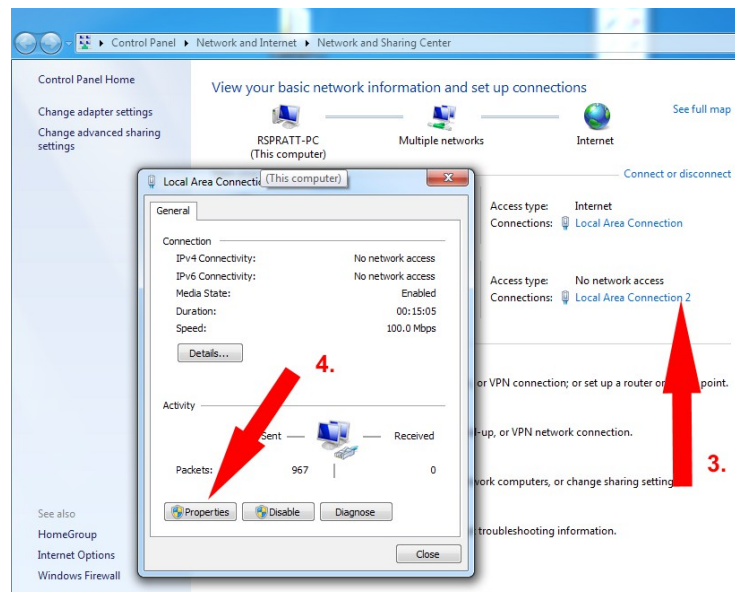 Control Panel ▸ Network and Internet ▸ Network and Sharing Center
Control Panel Home
Change adapter settings
Change advanced sharing
settings
View your basic network information and set up connections
See full map
RSPRATT-PC
(This computer)
Multiple networks
Internet
Connect or disconnect
Access type: Internet
Connections: Local Area Connection
Access type: No network access
Connections: Local Area Connection 2
or VPN connection; or set up a router or point.
-up, or VPN network connection.
work computers, or change sharing setting
troubleshooting information.
3.
Local Area Connecti
(This computer)
General
Connection
IPv4 Connectivity: No network access
IPv6 Connectivity: No network access
Media State: Enabled
Duration: 00:15:05
Speed: 100.0 Mbps
Details...
4.
Activity
Sent — Received
Packets: 967 | 0
Properties
Disable
Diagnose
Close
See also
HomeGroup
Internet Options
Windows Firewall